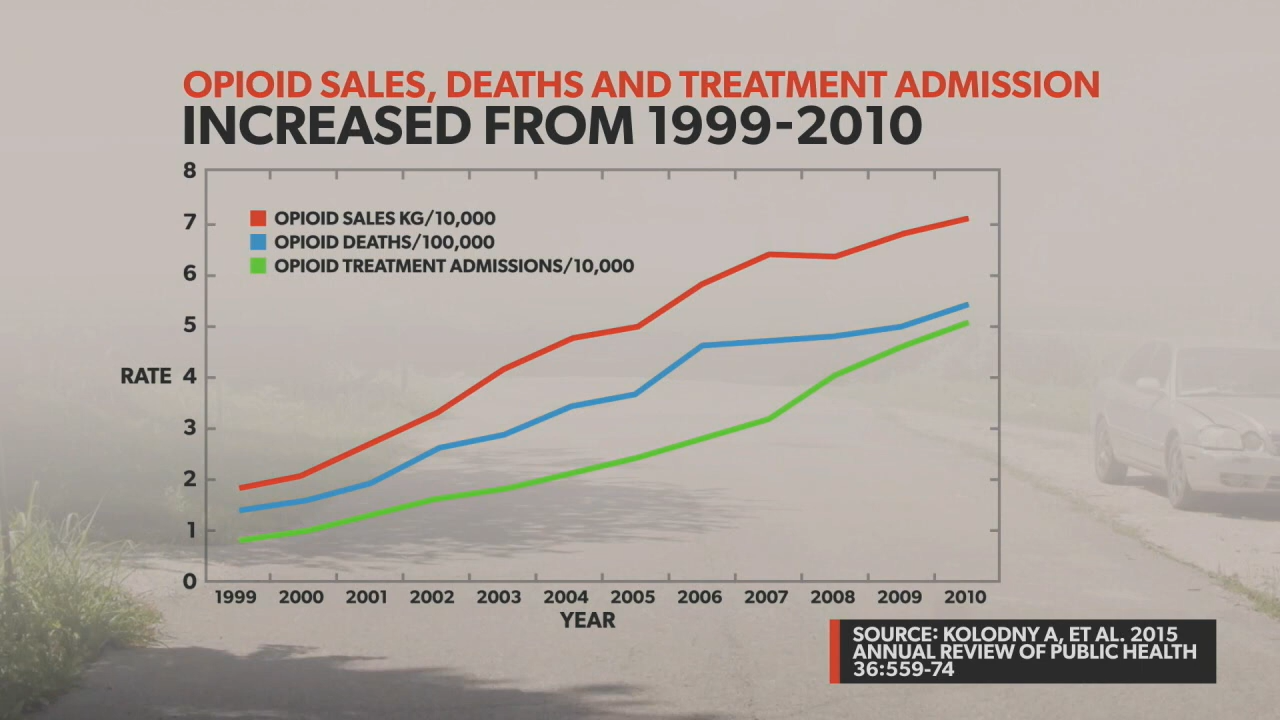 OPIOID SALES, DEATHS AND TREATMENT ADMISSION
INCREASED FROM 1999-2010
8
7
6
5
RATE 4
3
2
1
0
OPIOID SALES KG/10,000
OPIOID DEATHS/100,000
OPIOID TREATMENT ADMISSIONS/10,000
1999 2000 2001 2002 2003 2004 2005 2006 2007 2008 2009 2010
YEAR
SOURCE: KOLODNY A, ET AL. 2015
ANNUAL REVIEW OF PUBLIC HEALTH
36:559-74